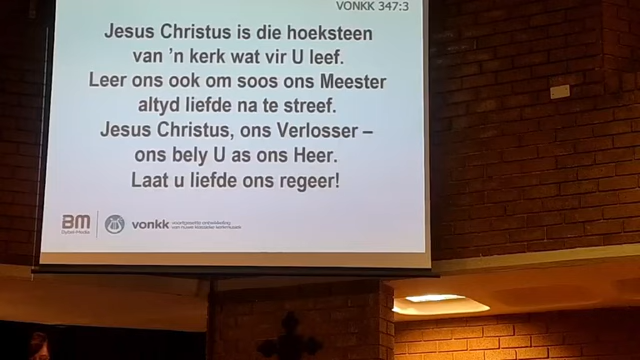 VONKK 347:3
Jesus Christus is die hoeksteen
van 'n kerk wat vir U leef.
Leer ons ook om soos ons Meester
altyd liefde na te streef.
Jesus Christus, ons Verlosser –
ons bely U as ons Heer.
Laat u liefde ons regeer!
BM
vonkk